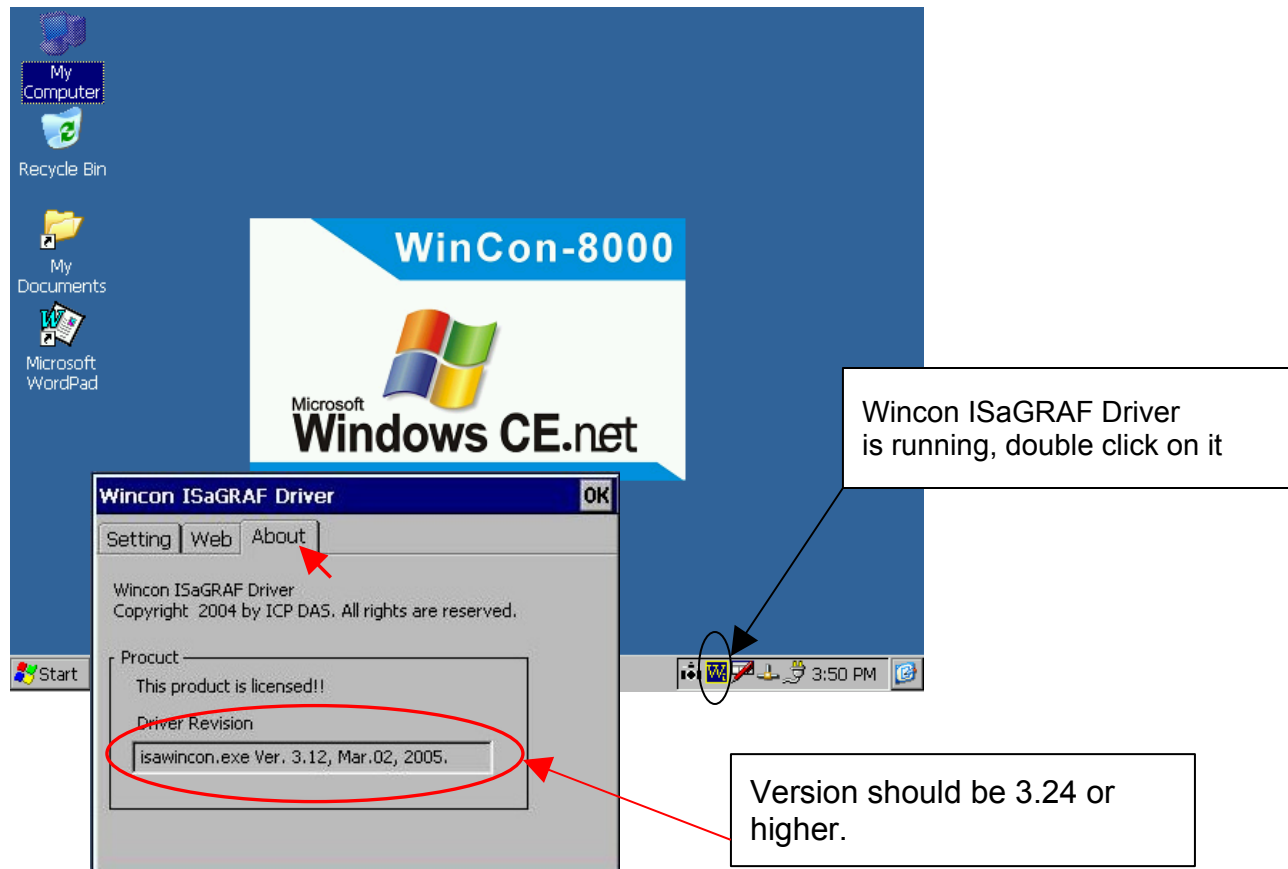 My
Computer
Recycle Bin
My
Documents
Microsoft
WordPad
WinCon-8000
Microsoft
Windows CE.net
Wincon ISaGRAF Driver
is running, double click on it
Wincon ISaGRAF Driver
OK
Setting
Web
About
Wincon ISaGRAF Driver
Copyright 2004 by ICP DAS. All rights are reserved.
Procuct
This product is licensed!!
Driver Revision
isawincon.exe Ver. 3.12, Mar.02, 2005.
Start
3:50 PM
Version should be 3.24 or
higher.